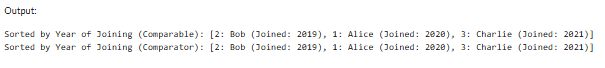 Output:
Sorted by Year of Joining (Comparable): [2: Bob (Joined: 2019), 1: Alice (Joined: 2020), 3: Charlie (Joined: 2021)]
Sorted by Year of Joining (Comparator): [2: Bob (Joined: 2019), 1: Alice (Joined: 2020), 3: Charlie (Joined: 2021)]